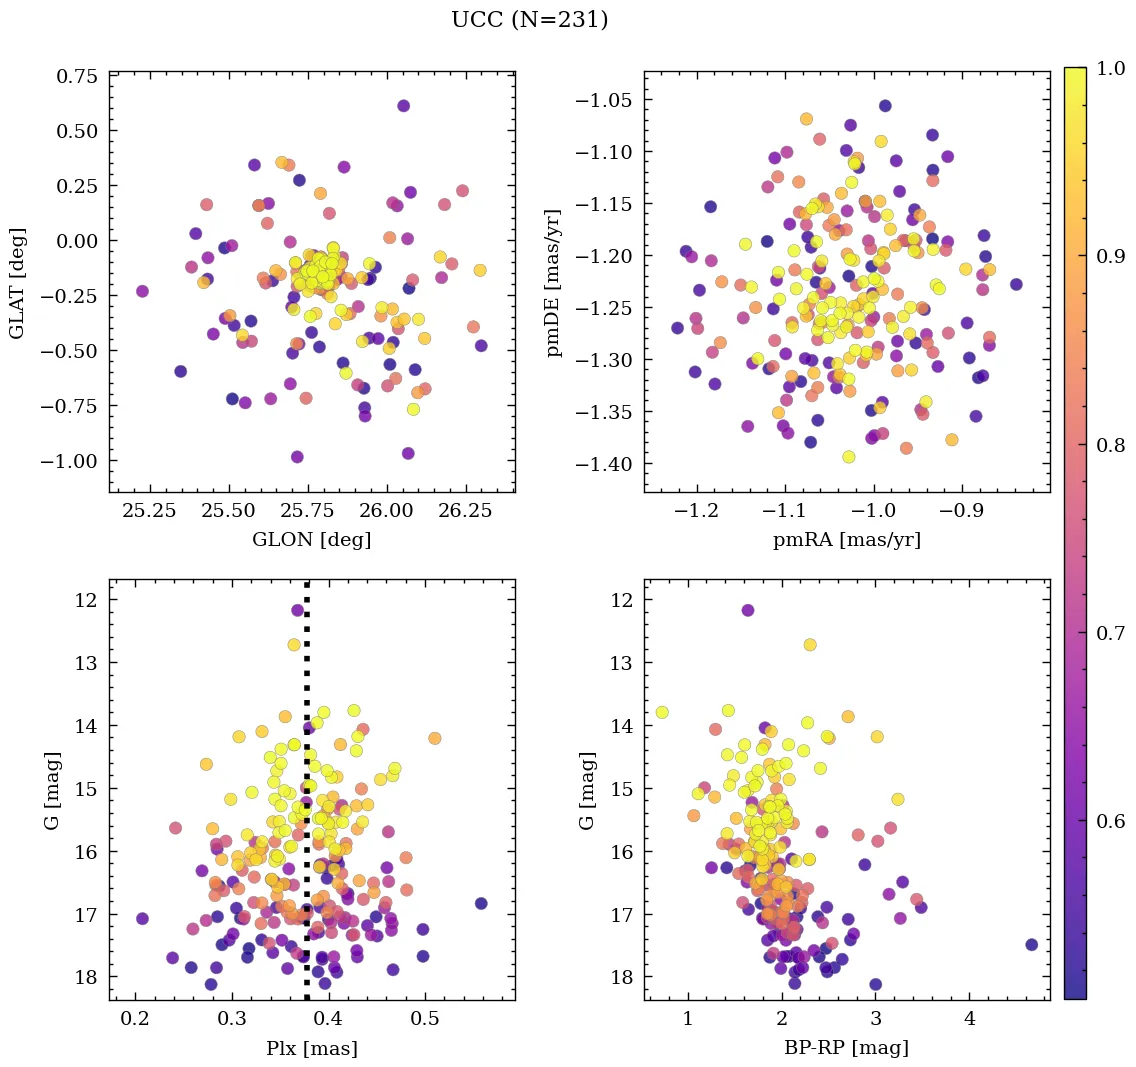 UCC (N=231)
0.75
0.50
0.25
0.00
−0.25
−0.50
−0.75
−1.00
GLAT [deg]
25.25 25.50 25.75 26.00 26.25
GLON [deg]
−1.05
−1.10
−1.15
−1.20
−1.25
−1.30
−1.35
−1.40
pmDE [mas/yr]
−1.2 −1.1 −1.0 −0.9
pmRA [mas/yr]
12
13
14
15
16
17
18
G [mag]
0.2 0.3 0.4 0.5
Plx [mas]
12
13
14
15
16
17
18
G [mag]
1 2 3 4
BP-RP [mag]
1.0
0.9
0.8
0.7
0.6